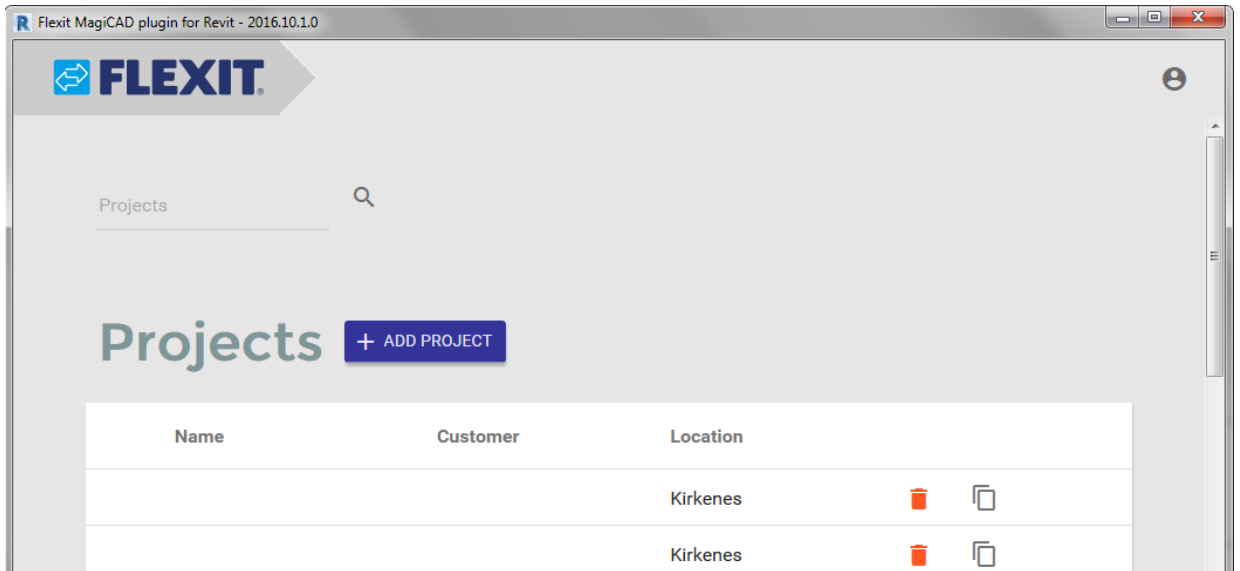 Flexit MagiCAD plugin for Revit - 2016.10.1.0
FLEXIT®
Projects
Projects
+ ADD PROJECT
Name Customer Location
Kirkenes
Kirkenes